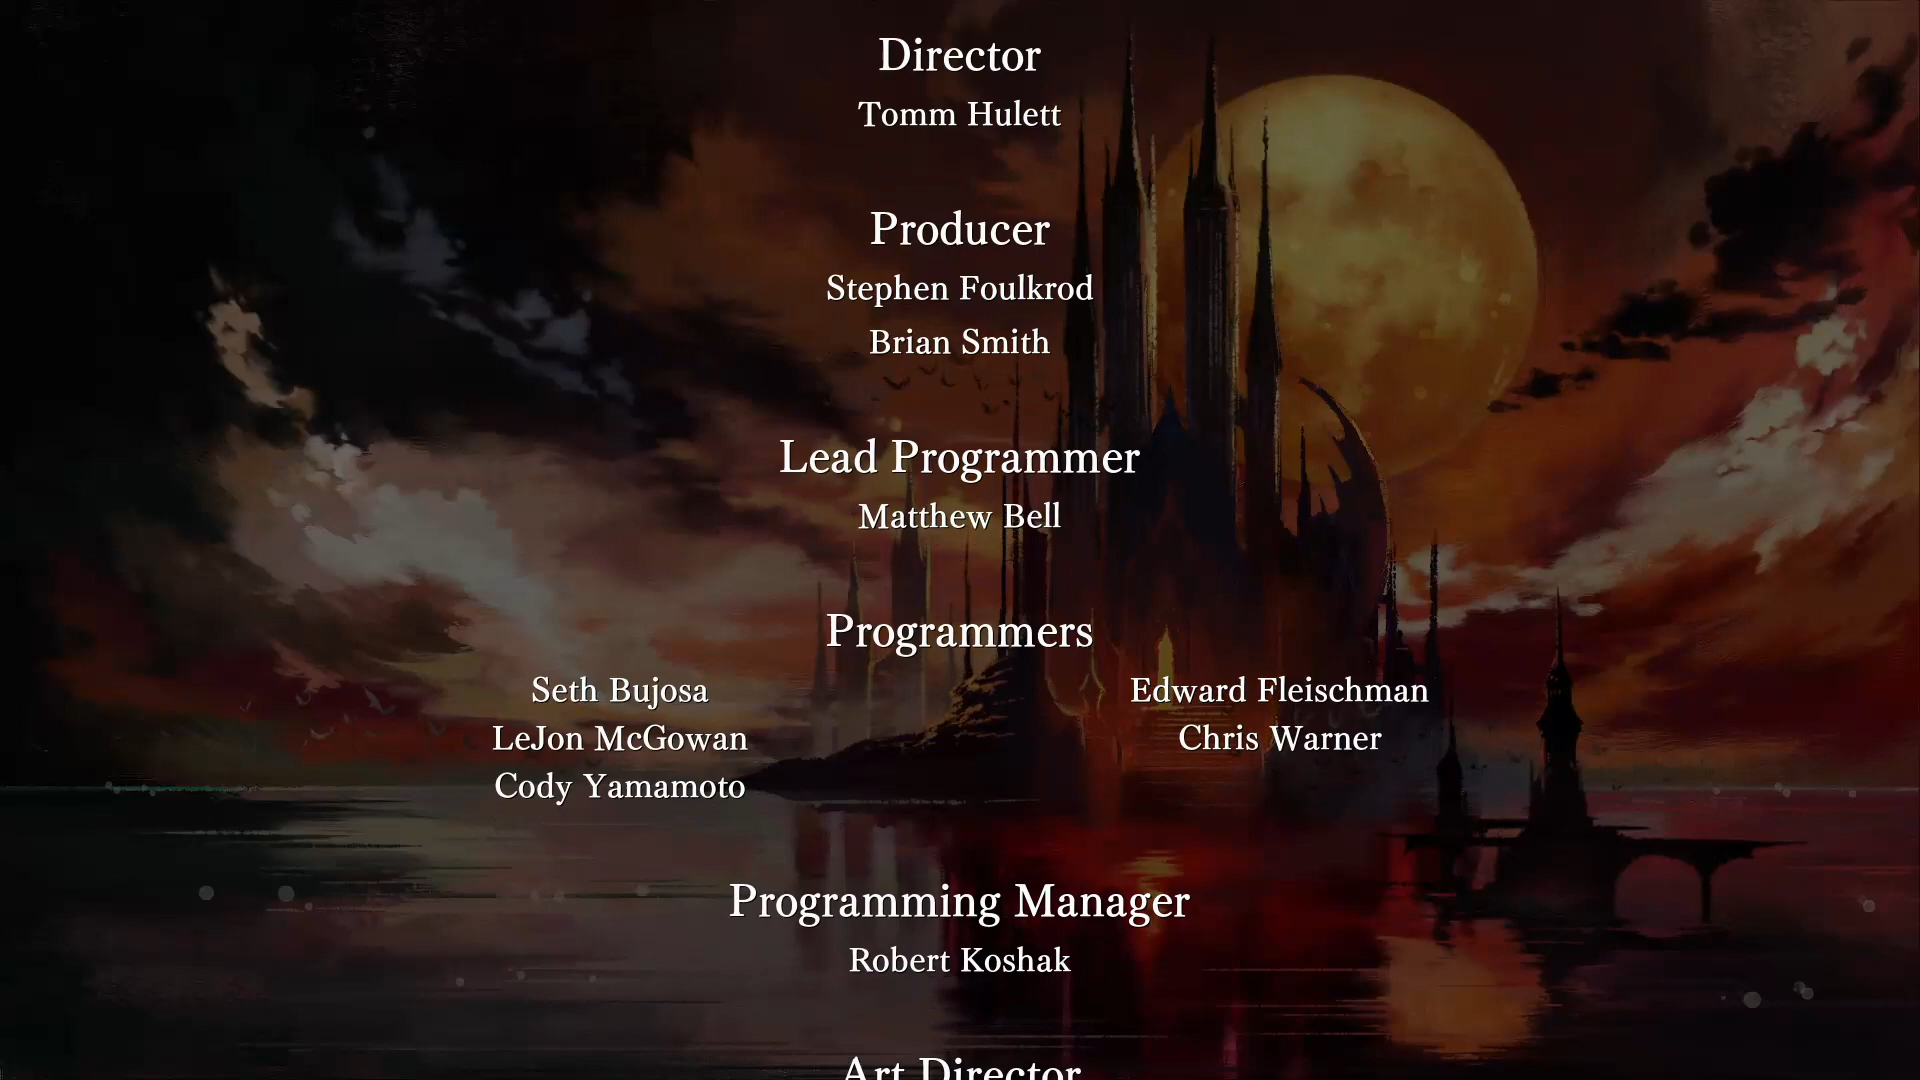 Director
Tomm Hulett
Producer
Stephen Foulkrod
Brian Smith
Lead Programmer
Matthew Bell
Programmers
Seth Bujosa
Edward Fleischman
LeJon McGowan
Chris Warner
Cody Yamamoto
Programming Manager
Robert Koshak
Art Director